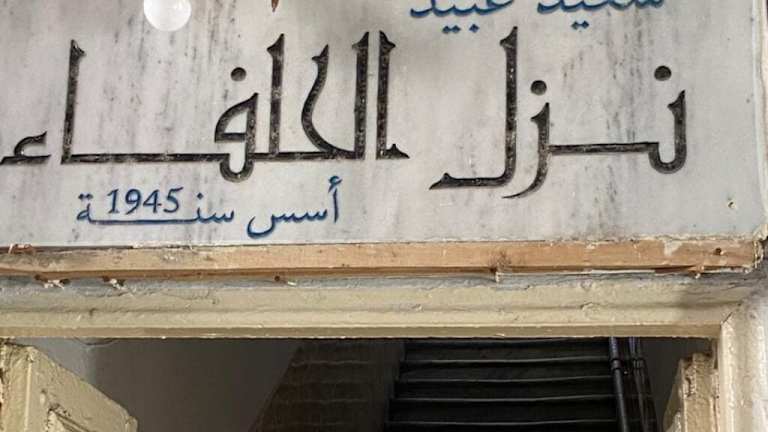 سعيد عبيد
نزل الحلفاء
أسس سنة 1945